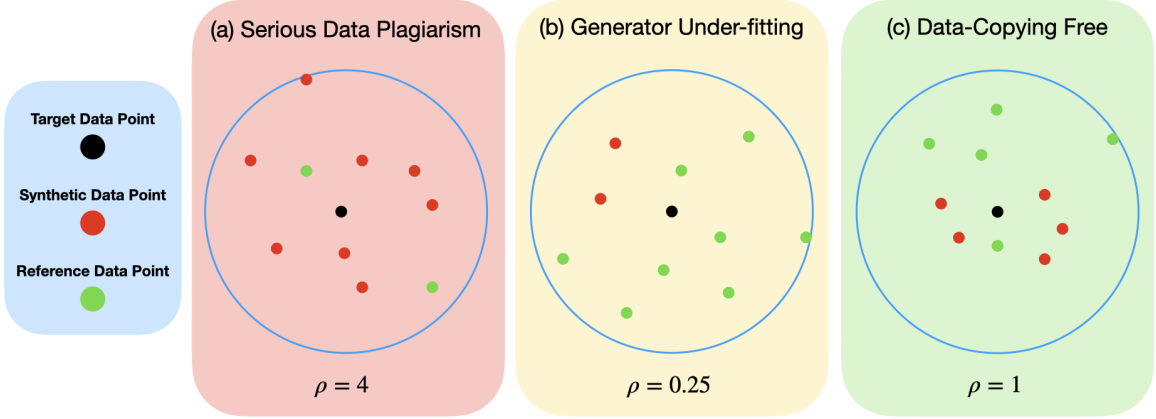 (a) Serious Data Plagiarism
(b) Generator Under-fitting
(c) Data-Copying Free
Target Data Point
Synthetic Data Point
Reference Data Point
ρ = 4
ρ = 0.25
ρ = 1